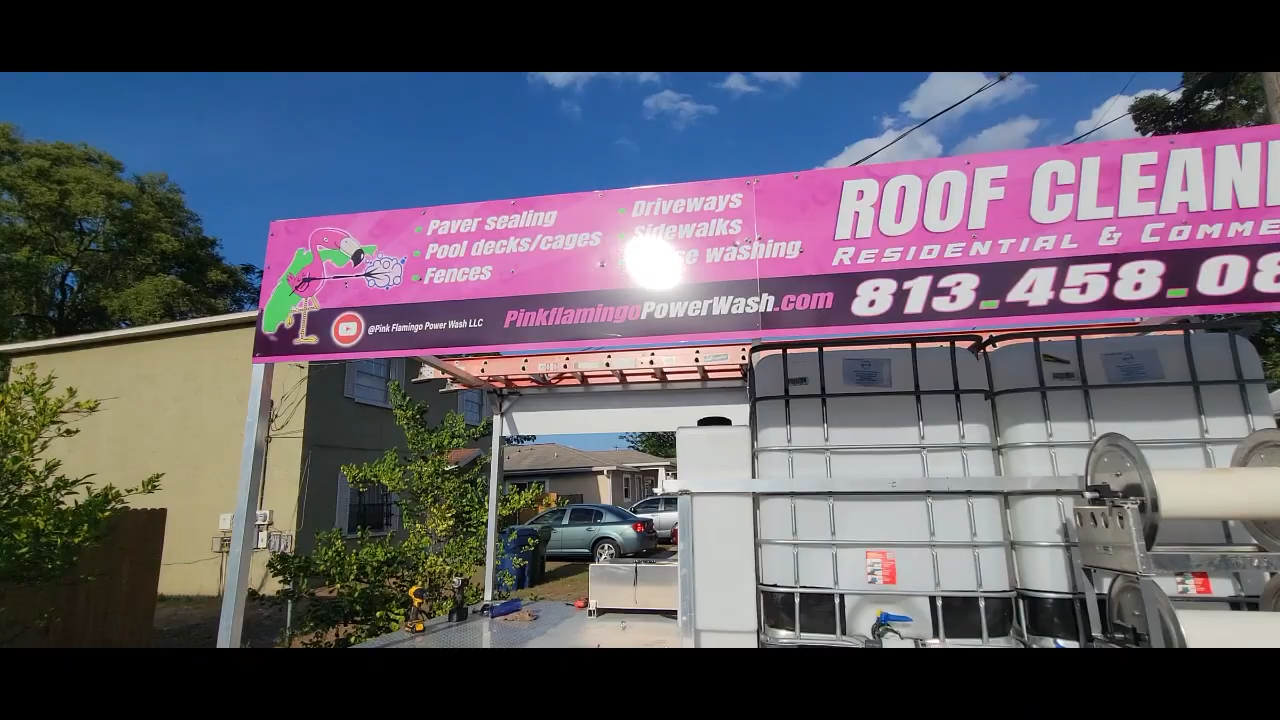 Paver sealing
Pool decks/cages
Fences
Driveways
Sidewalks
washing
ROOF CLEAN
RESIDENTIAL & COMME
813.458.08
@Pink Flamingo Power Wash LLC
PinkflamingoPowerWash.com